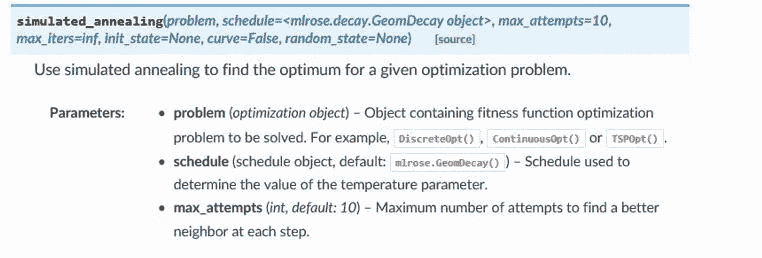 simulated_annealing(problem, schedule=<mlrose.decay.GeomDecay object>, max_attempts=10,
max_iters=inf, init_state=None, curve=False, random_state=None) [source]
Use simulated annealing to find the optimum for a given optimization problem.
Parameters: • problem (optimization object) – Object containing fitness function optimization
problem to be solved. For example, DiscreteOpt() , ContinuousOpt() or TSPOpt() .
• schedule (schedule object, default: mlrose.GeomDecay() ) – Schedule used to
determine the value of the temperature parameter.
• max_attempts (int, default: 10) – Maximum number of attempts to find a better
neighbor at each step.